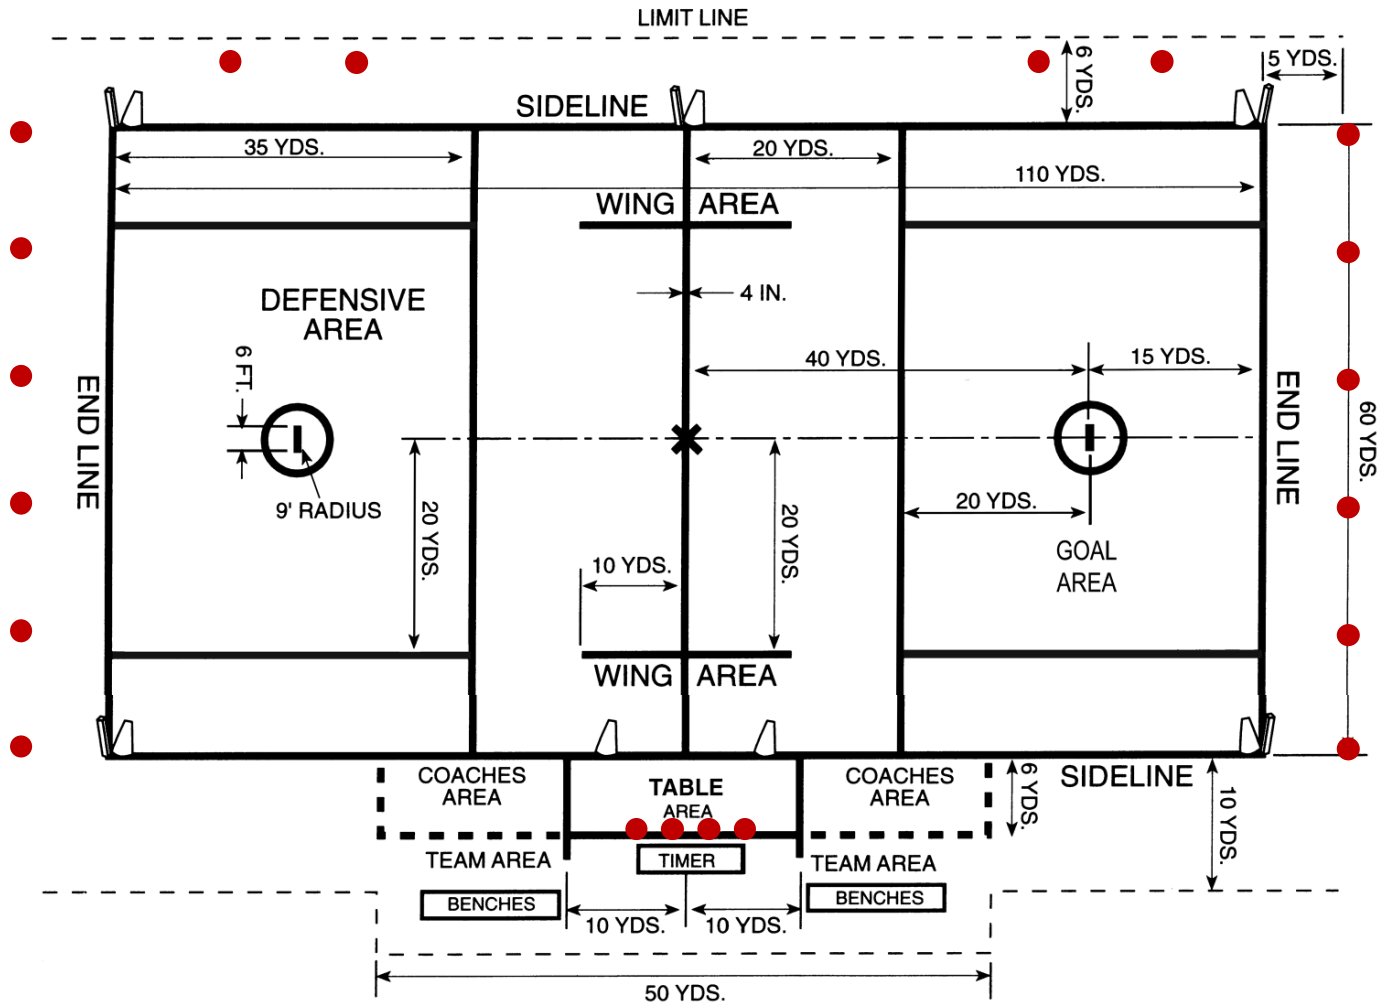 LIMIT LINE
6 YDS.
5 YDS.
SIDELINE
35 YDS.
20 YDS.
110 YDS.
WING AREA
DEFENSIVE
AREA
4 IN.
6 FT.
40 YDS.
15 YDS.
END LINE
END LINE
60 YDS.
9' RADIUS
20 YDS.
20 YDS.
20 YDS.
GOAL
AREA
10 YDS.
WING AREA
COACHES
AREA
TABLE
AREA
COACHES
AREA
6 YDS.
SIDELINE
10 YDS.
TEAM AREA
TIMER
TEAM AREA
BENCHES
BENCHES
10 YDS.
10 YDS.
50 YDS.